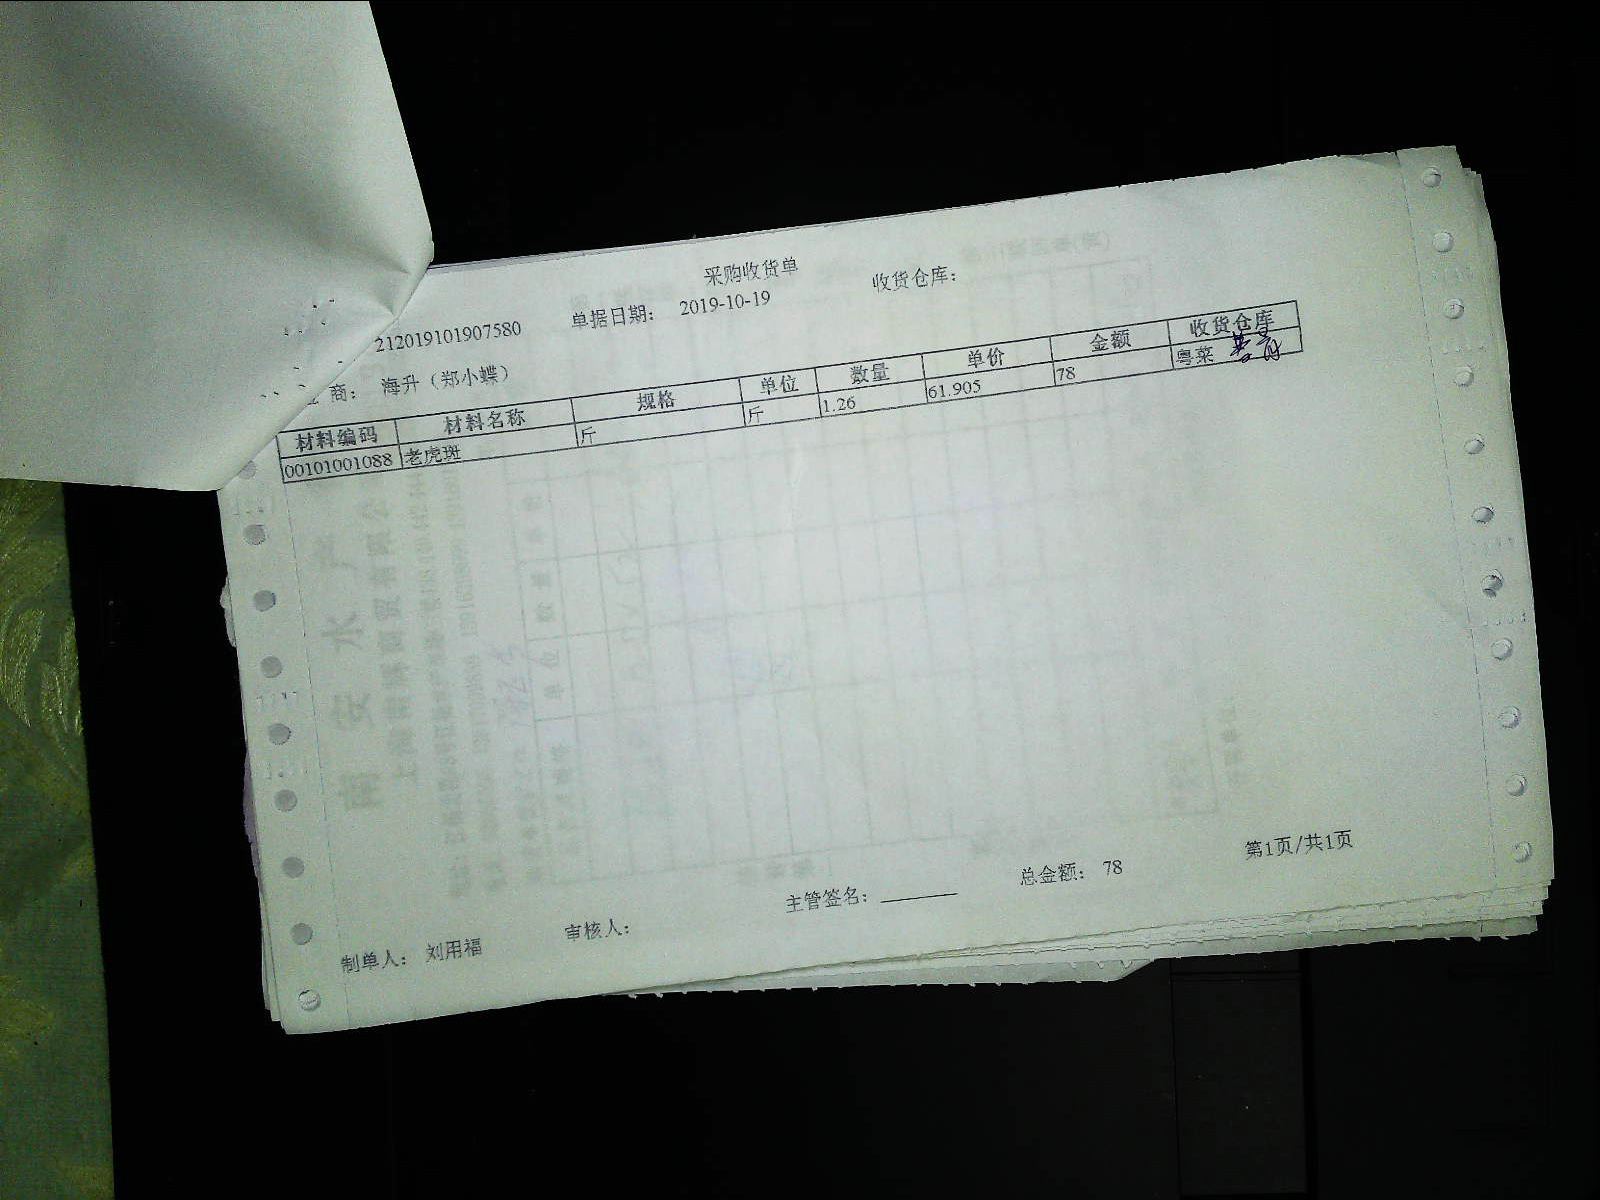 采购收货单
212019101907580 单据日期: 2019-10-19 收货仓库:
商: 海升（郑小蝶）
材料编码 材料名称 规格 单位 数量 单价 金额 收货仓库
00101001088 老虎斑 斤 斤 1.26 61.905 78 粤菜
制单人: 刘用福 审核人: 主管签名: 总金额: 78 第1页/共1页